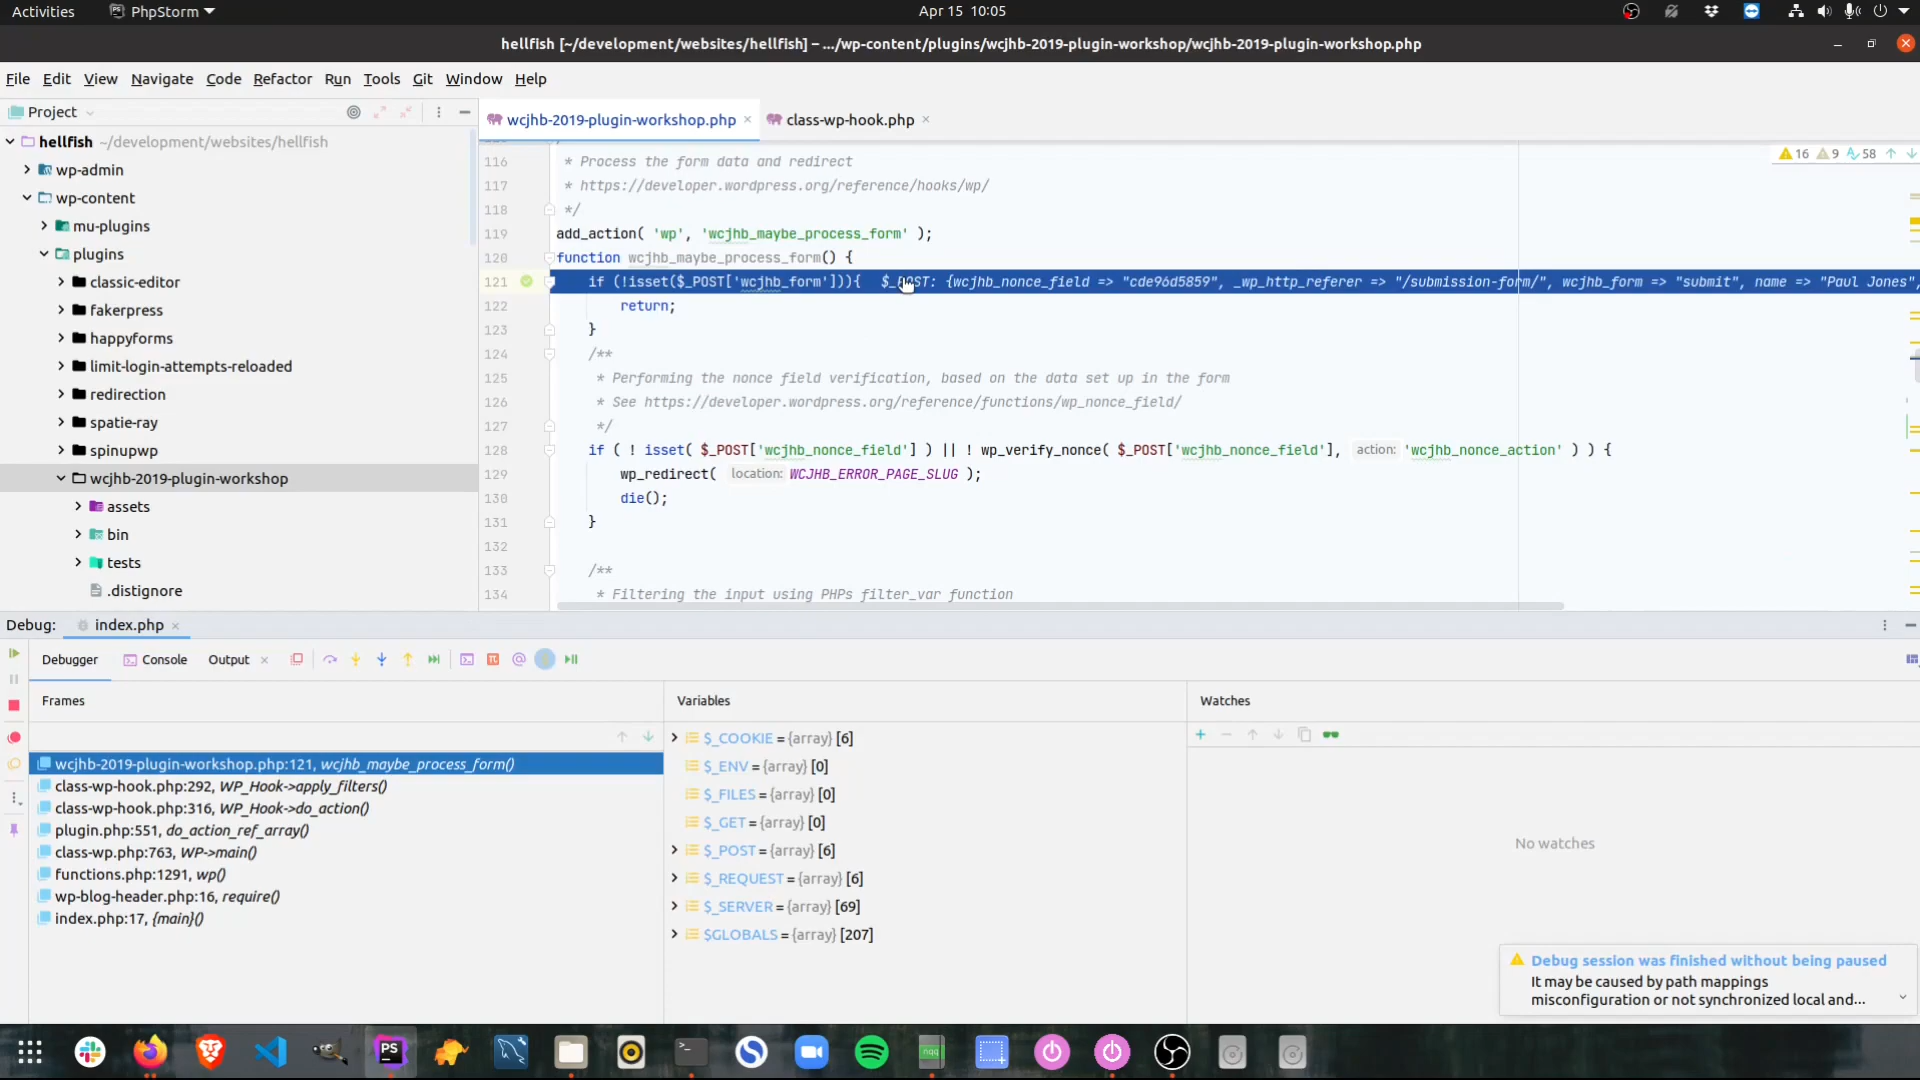 Activities
PhpStorm
Apr 15 10:05
hellfish [~/development/websites/hellfish] – .../wp-content/plugins/wcjhb-2019-plugin-workshop/wcjhb-2019-plugin-workshop.php
File Edit View Navigate Code Refactor Run Tools Git Window Help
Project
wcjhb-2019-plugin-workshop.php
class-wp-hook.php
hellfish ~/development/websites/hellfish
wp-admin
wp-content
mu-plugins
plugins
classic-editor
fakerpress
happyforms
limit-login-attempts-reloaded
redirection
spatie-ray
spinupwp
wcjhb-2019-plugin-workshop
assets
bin
tests
.distignore
16 9 58
116 * Process the form data and redirect
117 * https://developer.wordpress.org/reference/hooks/wp/
118 */
119 add_action( 'wp', 'wcjhb_maybe_process_form' );
120 function wcjhb_maybe_process_form() {
121 if (!isset($_POST['wcjhb_form'])){ $_POST: {wcjhb_nonce_field => "cde96d5859", _wp_http_referer => "/submission-form/", wcjhb_form => "submit", name => "Paul Jones",
122 return;
123 }
124 /**
125 * Performing the nonce field verification, based on the data set up in the form
126 * See https://developer.wordpress.org/reference/functions/wp_nonce_field/
127 */
128 if ( ! isset( $_POST['wcjhb_nonce_field'] ) || ! wp_verify_nonce( $_POST['wcjhb_nonce_field'], action: 'wcjhb_nonce_action' ) ) {
129 wp_redirect( location: WCJHB_ERROR_PAGE_SLUG );
130 die();
131 }
132
133 /**
134 * Filtering the input using PHPs filter_var function
Debug: index.php
Debugger Console Output
Frames
wcjhb-2019-plugin-workshop.php:121, wcjhb_maybe_process_form()
class-wp-hook.php:292, WP_Hook->apply_filters()
class-wp-hook.php:316, WP_Hook->do_action()
plugin.php:551, do_action_ref_array()
class-wp.php:763, WP->main()
functions.php:1291, wp()
wp-blog-header.php:16, require()
index.php:17, {main}()
Variables
$_COOKIE = {array} [6]
$_ENV = {array} [0]
$_FILES = {array} [0]
$_GET = {array} [0]
$_POST = {array} [6]
$_REQUEST = {array} [6]
$_SERVER = {array} [69]
$GLOBALS = {array} [207]
Watches
No watches
Debug session was finished without being paused
It may be caused by path mappings
misconfiguration or not synchronized local and...
PS
nqq